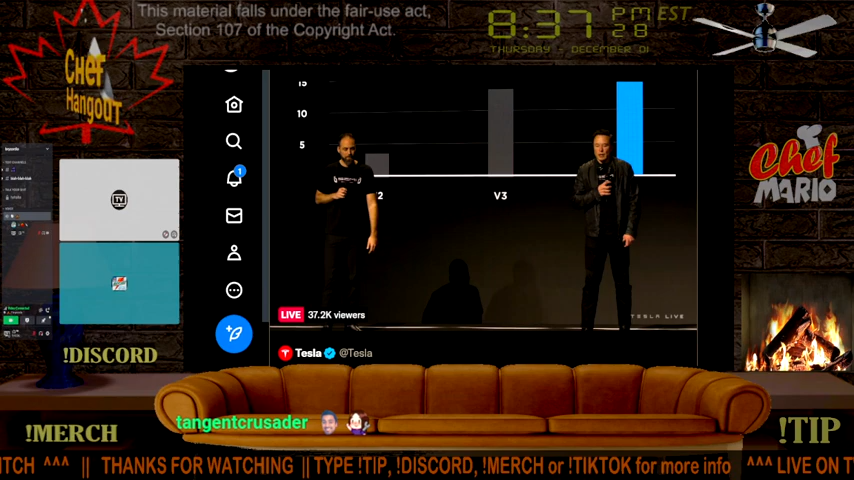 This material falls under the fair-use act,
Section 107 of the Copyright Act.
8:37 PM EST
28
THURSDAY - DECEMBER 01
Chef
Hangout
15
10
5
V3
1
TV
Chef
MARIO
LIVE 37.2K viewers
TESLA LIVE
Tesla @Tesla
!DISCORD
tangentcrusader
!MERCH
!TIP
ITCH ^^^ || THANKS FOR WATCHING || TYPE !TIP, !DISCORD, !MERCH or !TIKTOK for more info ^^^ LIVE ON T